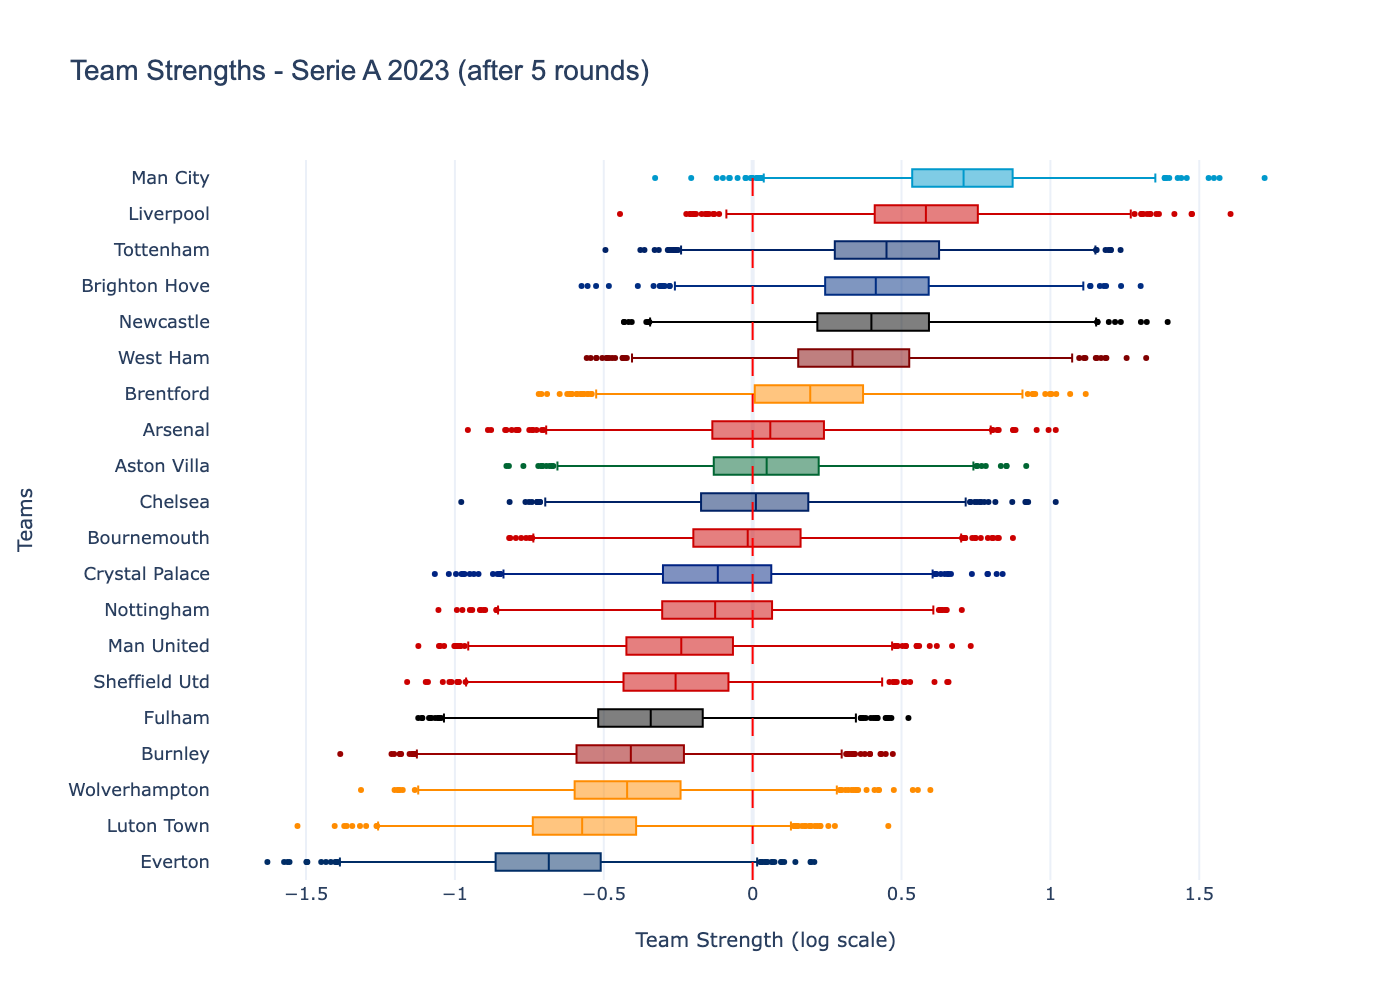 Team Strengths - Serie A 2023 (after 5 rounds)
Man City
Liverpool
Tottenham
Brighton Hove
Newcastle
West Ham
Brentford
Arsenal
Aston Villa
Chelsea
Bournemouth
Crystal Palace
Nottingham
Man United
Sheffield Utd
Fulham
Burnley
Wolverhampton
Luton Town
Everton
Teams
−1.5 −1 −0.5 0 0.5 1 1.5
Team Strength (log scale)